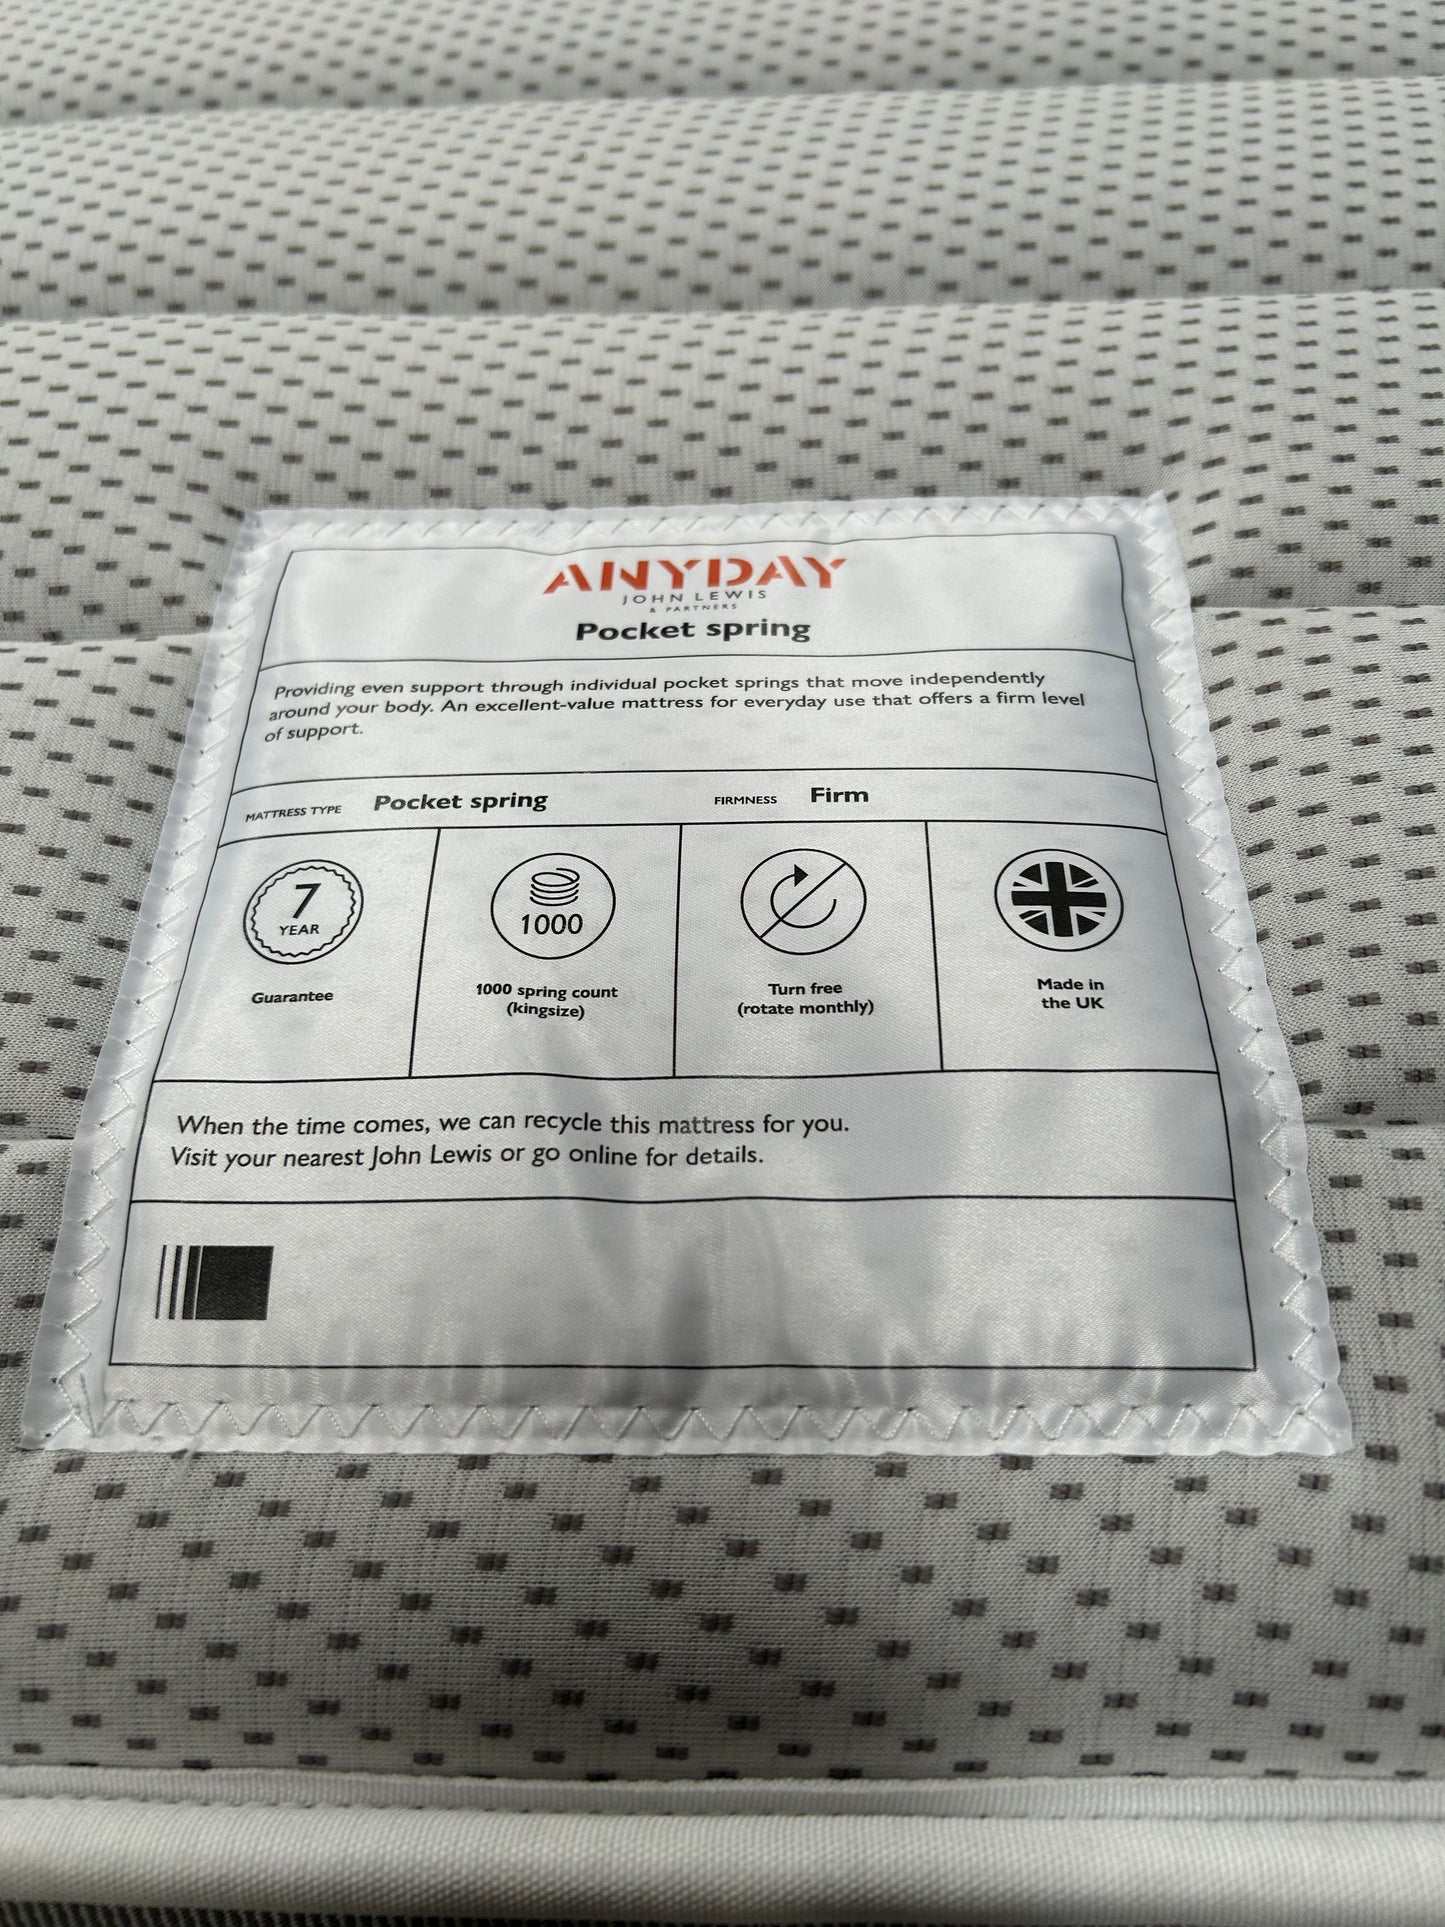 ANYDAY
JOHN LEWIS
& PARTNERS
Pocket spring
Providing even support through individual pocket springs that move independently
around your body. An excellent-value mattress for everyday use that offers a firm level
of support.
MATTRESS TYPE Pocket spring FIRMNESS Firm
7
YEAR
Guarantee
1000
1000 spring count
(kingsize)
Turn free
(rotate monthly)
Made in
the UK
When the time comes, we can recycle this mattress for you.
Visit your nearest John Lewis or go online for details.